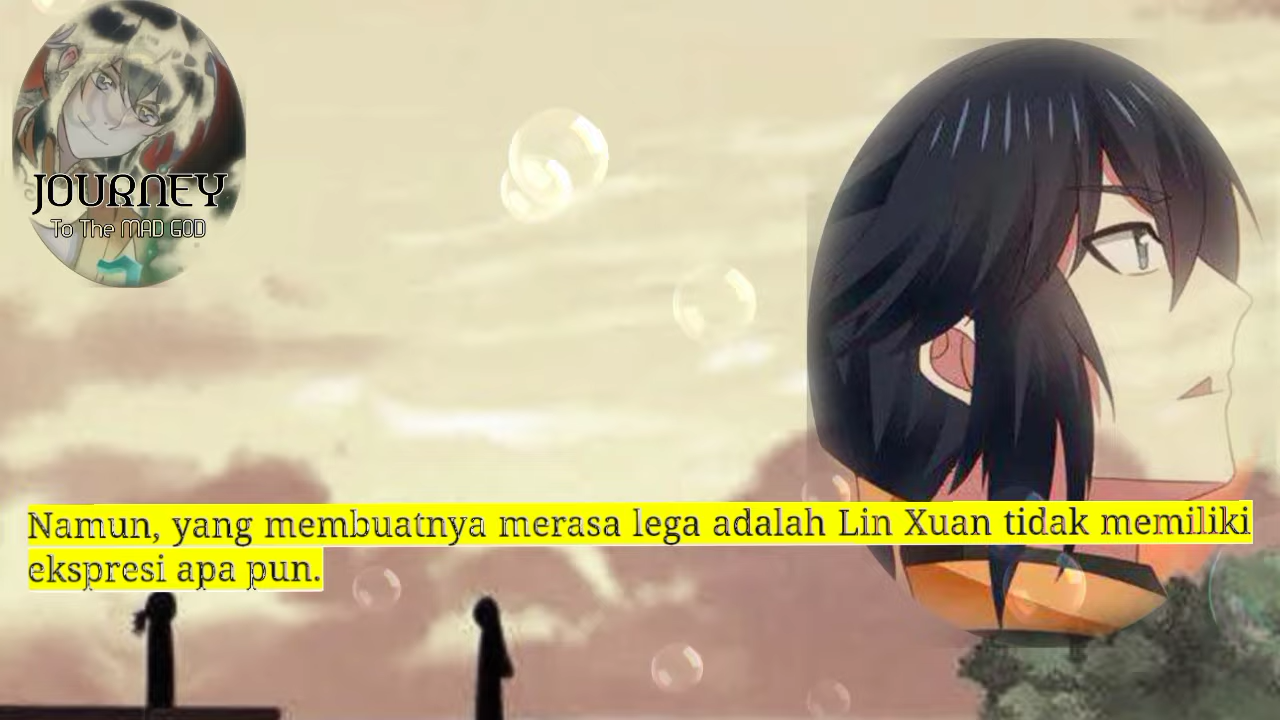 JOURNEY
To The MAD GOD
Namun, yang membuatnya merasa lega adalah Lin Xuan tidak memiliki
ekspresi apa pun.